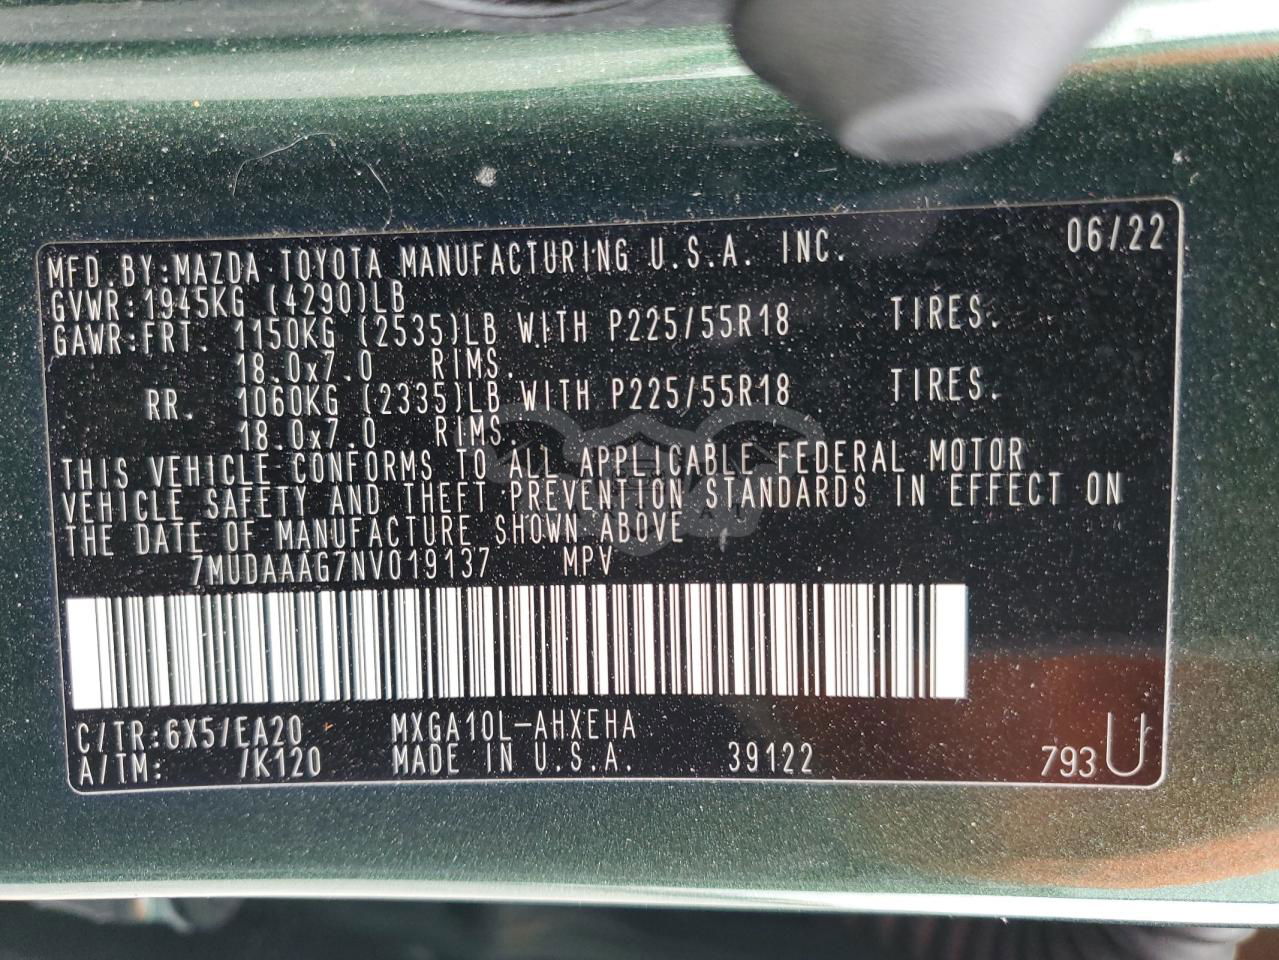 06/22
MFD.BY:MAZDA TOYOTA MANUFACTURING U.S.A. INC.
GVWR:1945KG (4290)LB
GAWR:FRT. 1150KG (2535)LB WITH P225/55R18 TIRES.
18.0x7.0 RIMS.
RR. 1060KG (2335)LB WITH P225/55R18 TIRES.
18.0x7.0 RIMS.
THIS VEHICLE CONFORMS TO ALL APPLICABLE FEDERAL MOTOR
VEHICLE SAFETY AND THEFT PREVENTION STANDARDS IN EFFECT ON
THE DATE OF MANUFACTURE SHOWN ABOVE
7MUDAAAG7NV019137 MPV
C/TR:6X5/EA20 MXGA10L-AHXEHA
A/TM: /K120 MADE IN U.S.A. 39122 793U